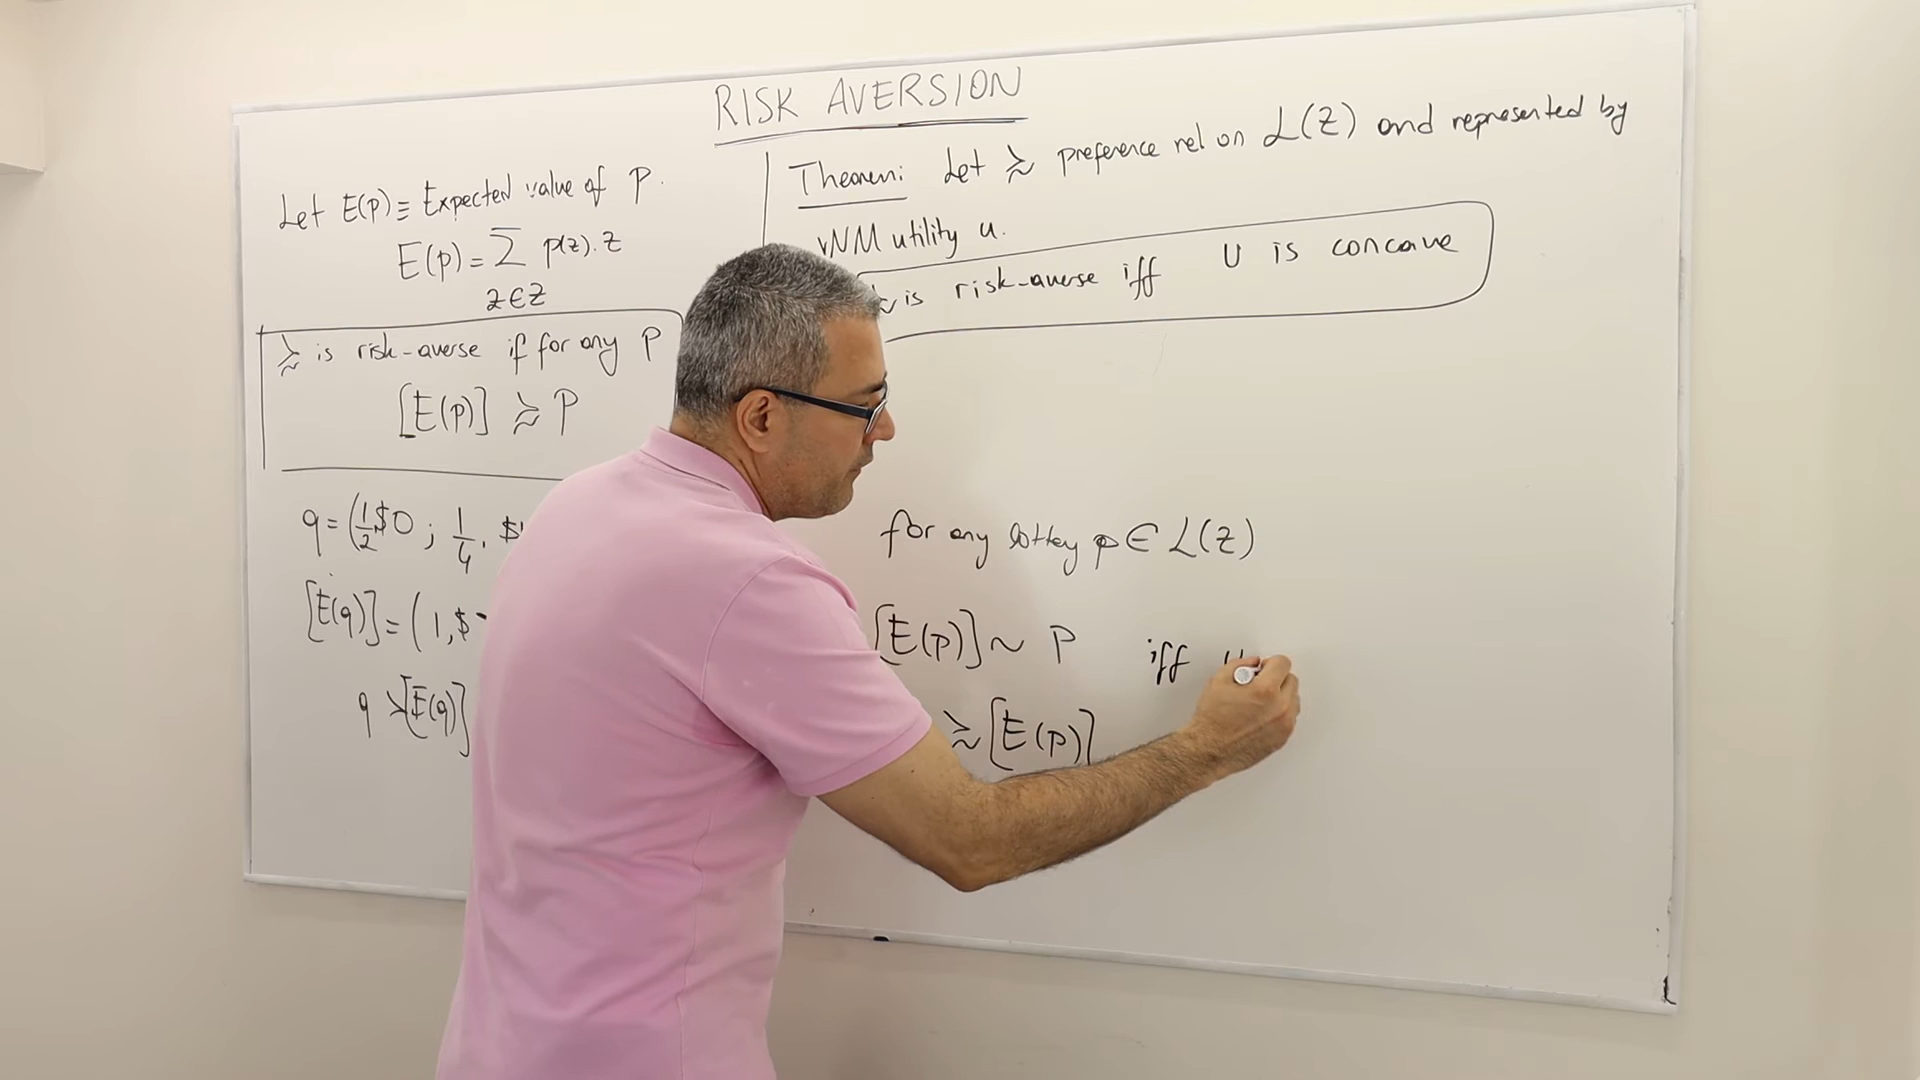 RISK AVERSION
Let E(p) ≡ Expected value of P.
E(p) = Σ p(z). z
z∈Z
≿ is risk-averse if for any P
[E(p)] ≿ P
q = (1/2 $0 ; 1/4, $
[E(q)] = (1, $
q ≻ [E(q)]
Theorem: Let ≿ preference rel on L(Z) and represented by
vNM utility u.
is risk-averse iff U is concave
for any lottey p ∈ L(Z)
[E(p)] ~ P iff
≿ [E(p)]